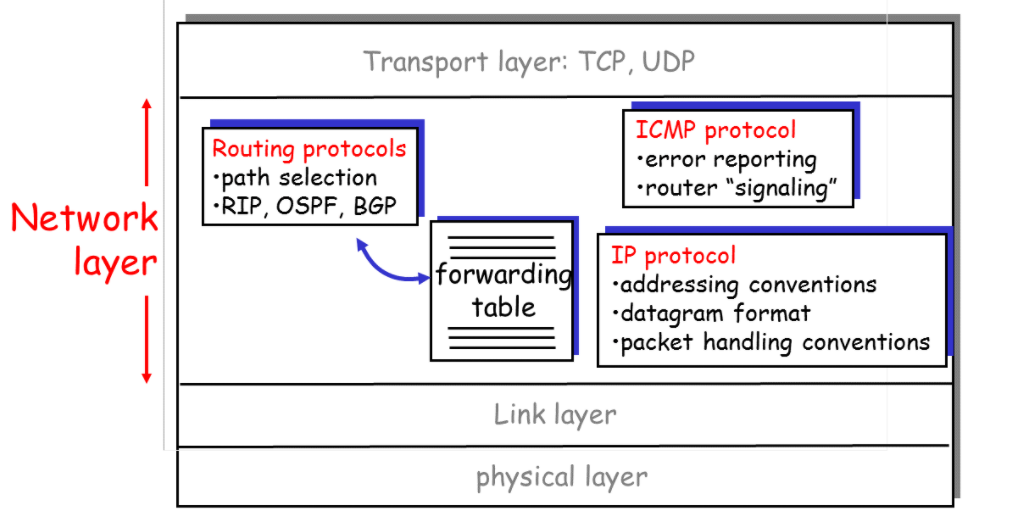 Transport layer: TCP, UDP
Network
layer
Routing protocols
•path selection
•RIP, OSPF, BGP
forwarding
table
ICMP protocol
•error reporting
•router “signaling”
IP protocol
•addressing conventions
•datagram format
•packet handling conventions
Link layer
physical layer